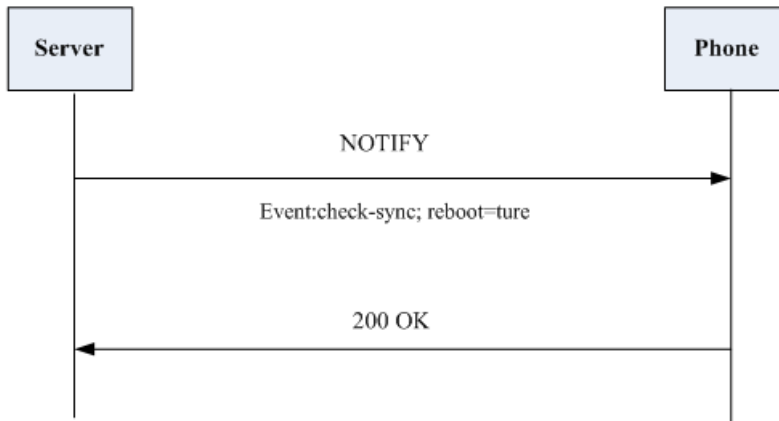 Server
Phone
NOTIFY
Event:check-sync; reboot=ture
200 OK